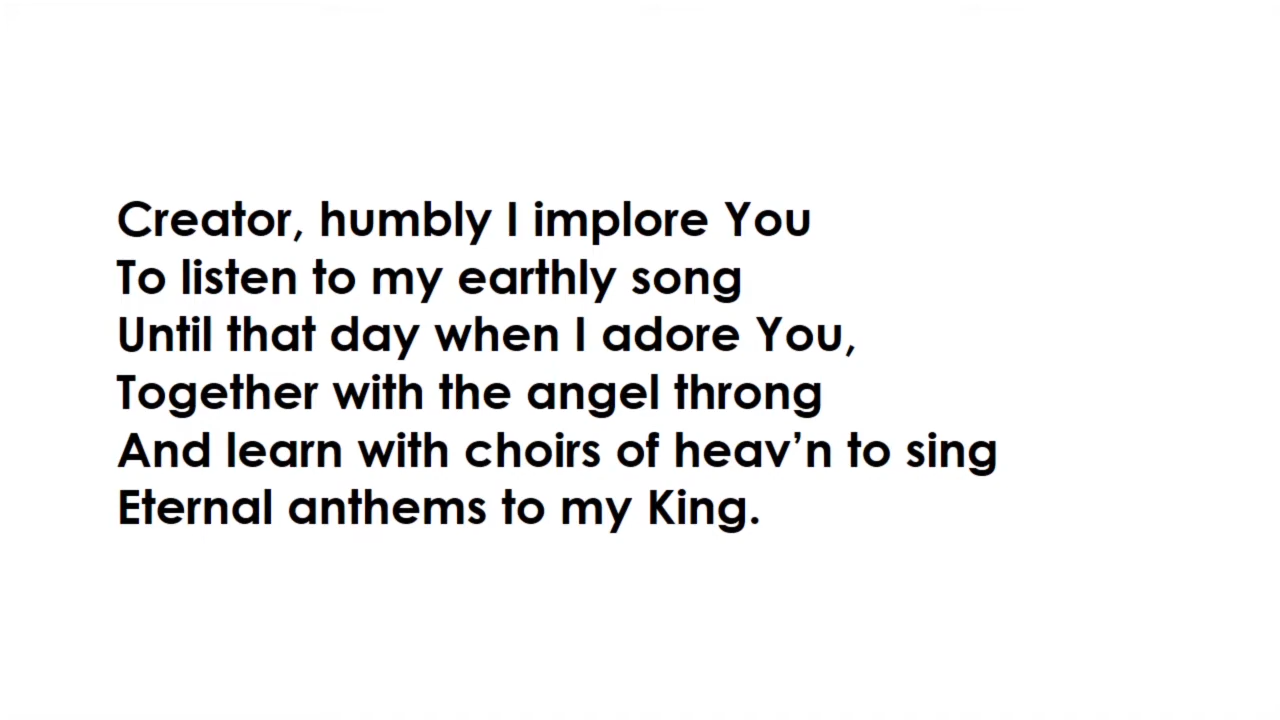 Creator, humbly I implore You
To listen to my earthly song
Until that day when I adore You,
Together with the angel throng
And learn with choirs of heav’n to sing
Eternal anthems to my King.